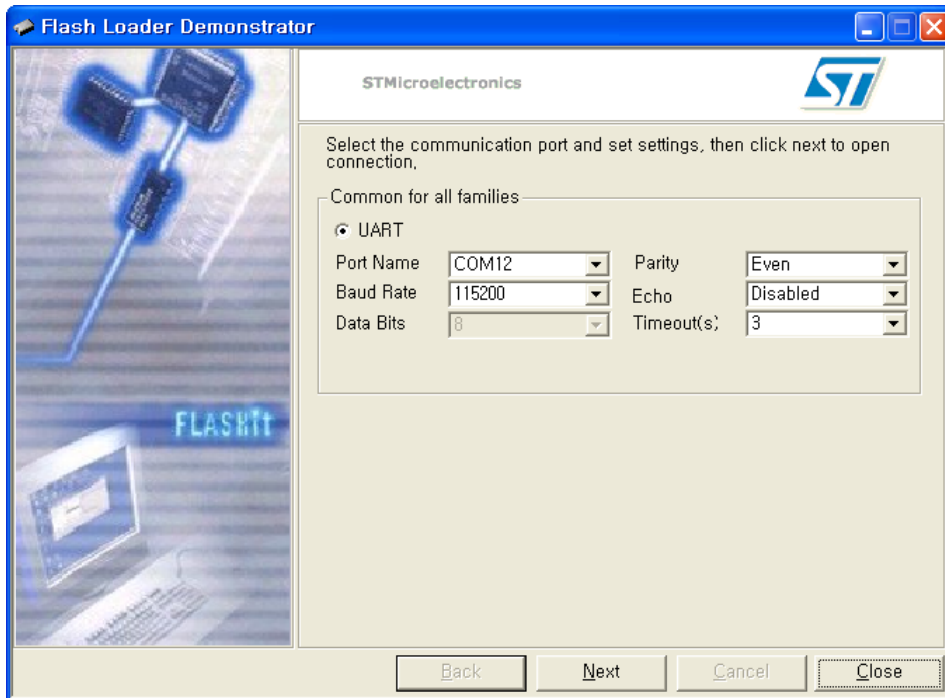 Flash Loader Demonstrator
STMicroelectronics
ST
Select the communication port and set settings, then click next to open
connection,
Common for all families
UART
Port Name COM12 Parity Even
Baud Rate 115200 Echo Disabled
Data Bits 8 Timeout(s) 3
FLASHit
Back Next Cancel Close